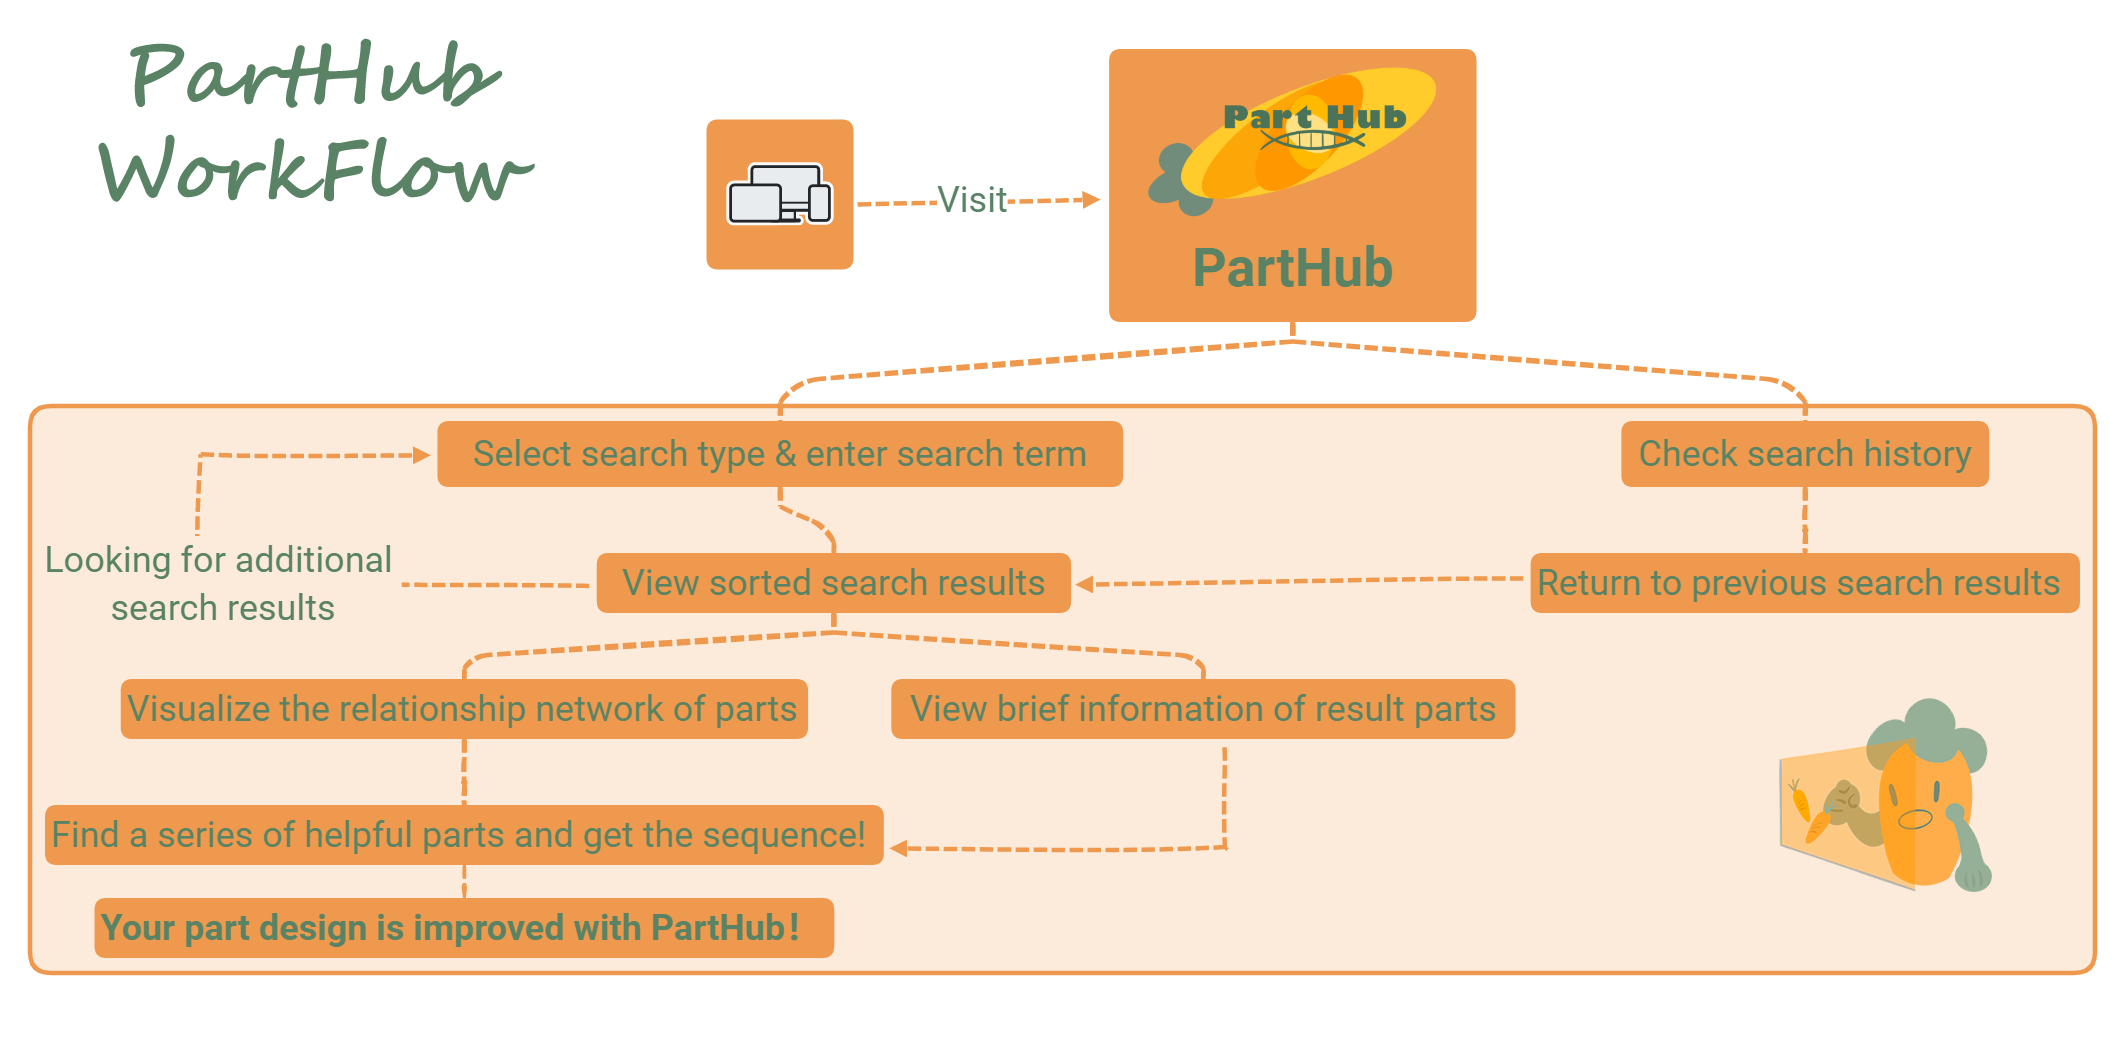 PartHub
WorkFlow
Part Hub
Visit
PartHub
Select search type & enter search term
Check search history
Looking for additional
search results
View sorted search results
Return to previous search results
Visualize the relationship network of parts
View brief information of result parts
Find a series of helpful parts and get the sequence!
Your part design is improved with PartHub!